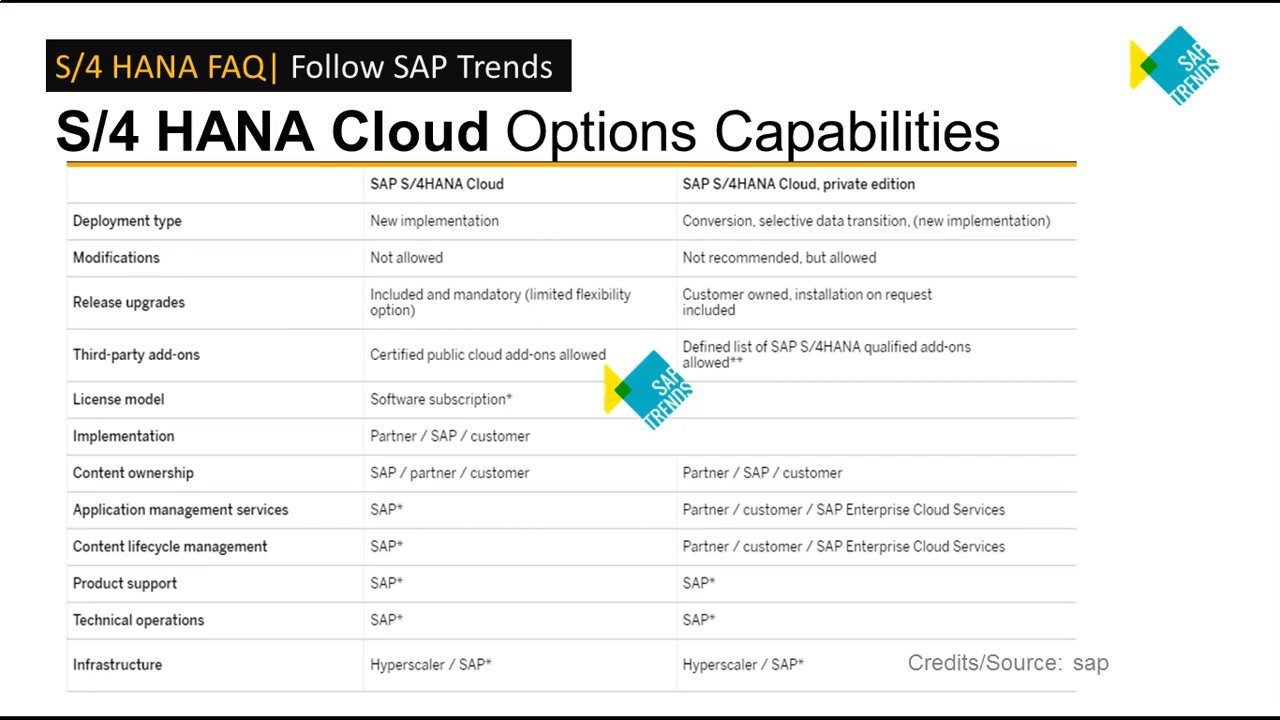 S/4 HANA FAQ| Follow SAP Trends
SAP
TRENDS
S/4 HANA Cloud Options Capabilities
SAP S/4HANA Cloud
SAP S/4HANA Cloud, private edition
Deployment type
New implementation
Conversion, selective data transition, (new implementation)
Modifications
Not allowed
Not recommended, but allowed
Release upgrades
Included and mandatory (limited flexibility
option)
Customer owned, installation on request
included
Third-party add-ons
Certified public cloud add-ons allowed
Defined list of SAP S/4HANA qualified add-ons
allowed**
SAP
TRENDS
License model
Software subscription*
Implementation
Partner / SAP / customer
Content ownership
SAP / partner / customer
Partner / SAP / customer
Application management services
SAP*
Partner / customer / SAP Enterprise Cloud Services
Content lifecycle management
SAP*
Partner / customer / SAP Enterprise Cloud Services
Product support
SAP*
SAP*
Technical operations
SAP*
SAP*
Infrastructure
Hyperscaler / SAP*
Hyperscaler / SAP*
Credits/Source: sap